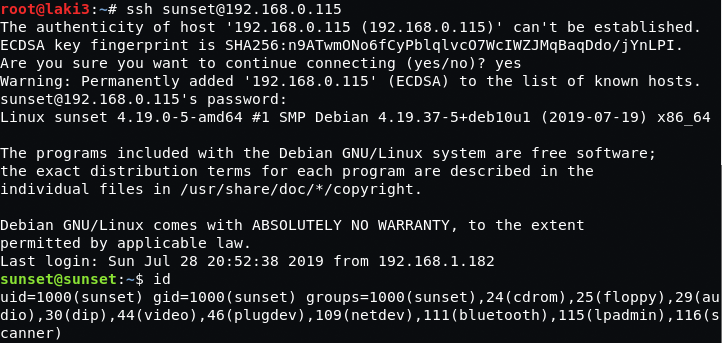 root@laki3:~# ssh sunset@192.168.0.115
The authenticity of host '192.168.0.115 (192.168.0.115)' can't be established.
ECDSA key fingerprint is SHA256:n9ATwmONo6fCyPblqlvcO7WcIWZJMqBaqDdo/jYnLPI.
Are you sure you want to continue connecting (yes/no)? yes
Warning: Permanently added '192.168.0.115' (ECDSA) to the list of known hosts.
sunset@192.168.0.115's password:
Linux sunset 4.19.0-5-amd64 #1 SMP Debian 4.19.37-5+deb10u1 (2019-07-19) x86_64

The programs included with the Debian GNU/Linux system are free software;
the exact distribution terms for each program are described in the
individual files in /usr/share/doc/*/copyright.

Debian GNU/Linux comes with ABSOLUTELY NO WARRANTY, to the extent
permitted by applicable law.
Last login: Sun Jul 28 20:52:38 2019 from 192.168.1.182
sunset@sunset:~$ id
uid=1000(sunset) gid=1000(sunset) groups=1000(sunset),24(cdrom),25(floppy),29(au
dio),30(dip),44(video),46(plugdev),109(netdev),111(bluetooth),115(lpadmin),116(s
canner)